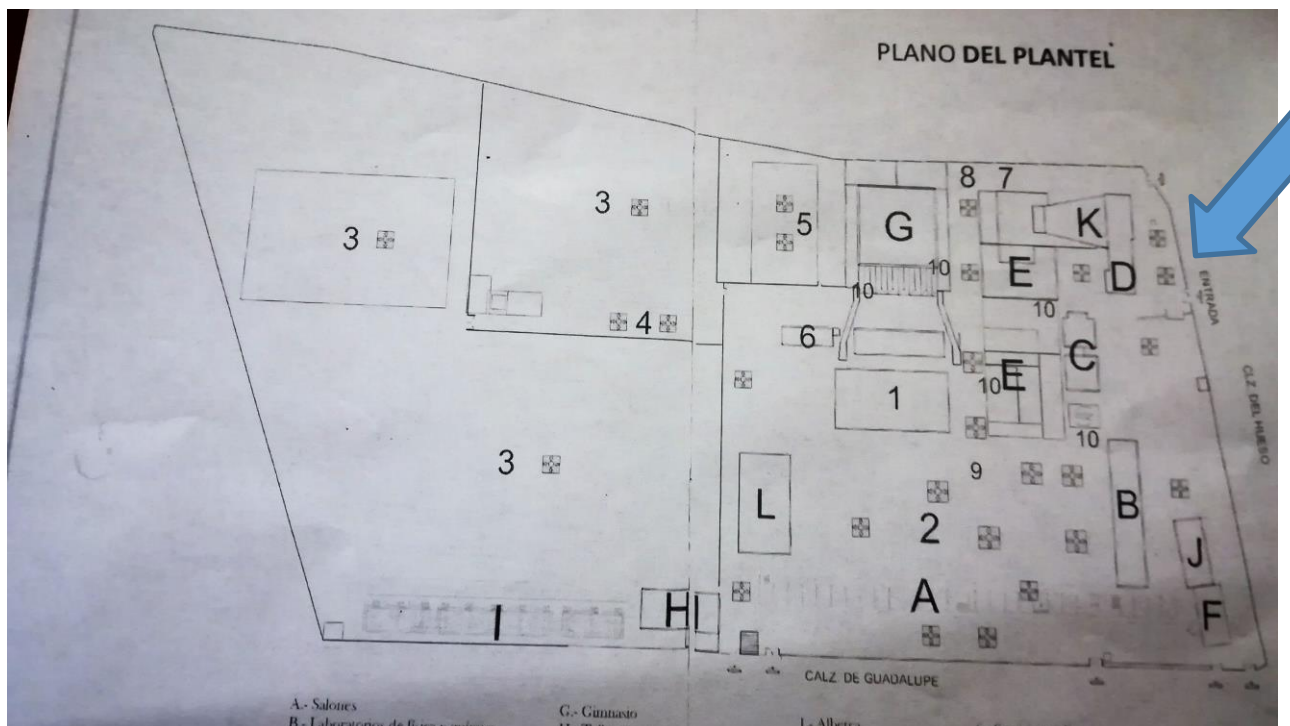 PLANO DEL PLANTEL
8 7
3 5 G K
3 10 E D
10 10
ENTRADA
4 6 C
1 10 E
CLZ. DEL HUESO
10
3 9
L 2 B
J
A
I H I F
CALZ. DE GUADALUPE
A.- Salones G.- Gimnasio